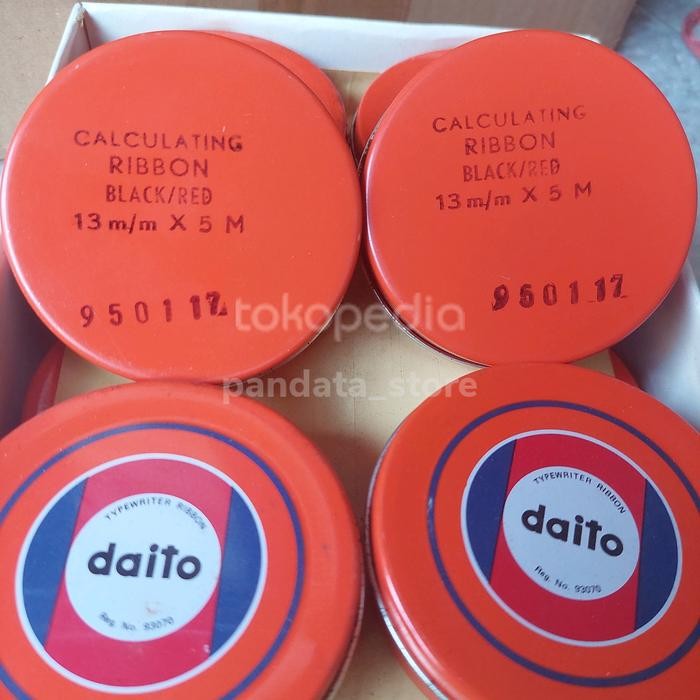 CALCULATING
RIBBON
BLACK/RED
13 m/m X 5 M
950117
CALCULATING
RIBBON
BLACK/RED
13 m/m X 5 M
950117
tokopedia
pandata_store
TYPEWRITER RIBBON
daito
Reg. No. 93070
TYPEWRITER RIBBON
daito
Reg. No. 93070